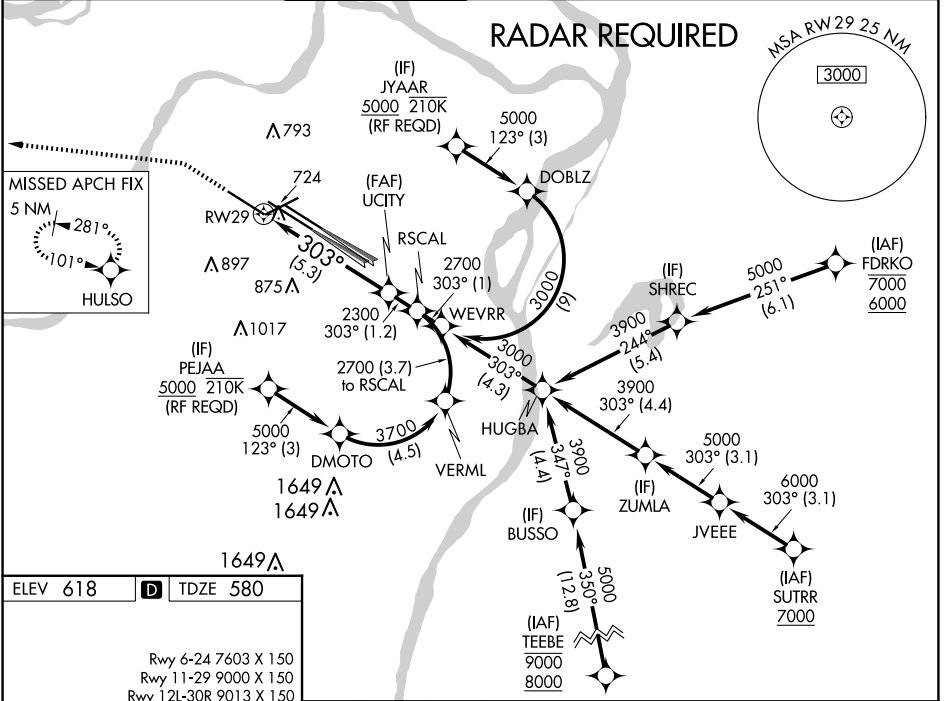 RADAR REQUIRED
MSA RW29 25 NM
3000
(IF)
JYAAR
5000 210K
(RF REQD)
5000
123° (3)
DOBLZ
793
724
RW29
MISSED APCH FIX
5 NM
281°
101°
HULSO
(FAF)
UCITY
RSCAL
2700
303° (1)
WEVRR
3000
(9)
303°
(5.3)
897
875
1017
2300
303° (1.2)
(IAF)
FDRKO
7000
6000
5000
251°
(6.1)
(IF)
SHREC
3900
244°
(5.4)
3000
303°
(4.3)
HUGBA
(IF)
PEJAA
5000 210K
(RF REQD)
2700 (3.7)
to RSCAL
5000
123° (3)
DMOTO
3700
(4.5)
VERML
3900
303° (4.4)
3900
347°
(4.4)
5000
303° (3.1)
6000
303° (3.1)
(IF)
ZUMLA
JVEEE
(IAF)
SUTRR
7000
(IF)
BUSSO
5000
350°
(12.8)
(IAF)
TEEBE
9000
8000
1649
1649
1649
ELEV 618 D TDZE 580
Rwy 6-24 7603 X 150
Rwy 11-29 9000 X 150
Rwy 12L-30R 9013 X 150